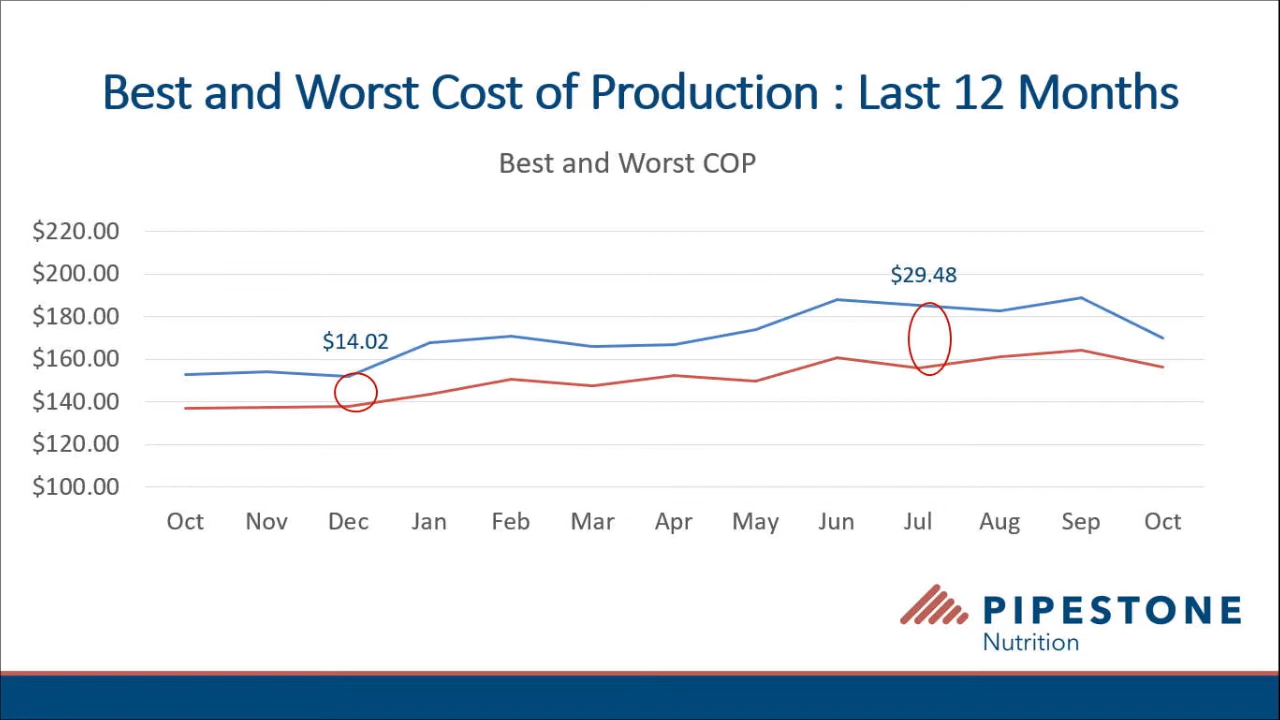 Best and Worst Cost of Production : Last 12 Months
Best and Worst COP
$220.00
$200.00
$180.00
$160.00
$140.00
$120.00
$100.00
$14.02
$29.48
Oct Nov Dec Jan Feb Mar Apr May Jun Jul Aug Sep Oct
PIPESTONE
Nutrition